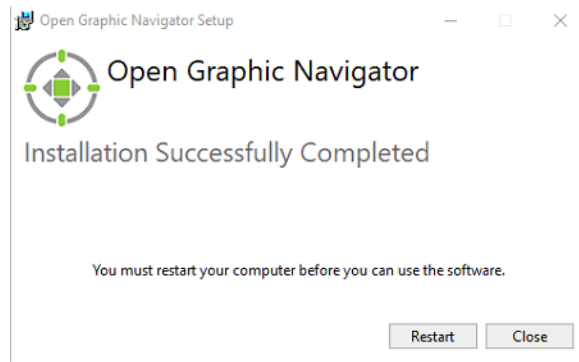 Open Graphic Navigator Setup
Open Graphic Navigator
Installation Successfully Completed
You must restart your computer before you can use the software.
Restart
Close